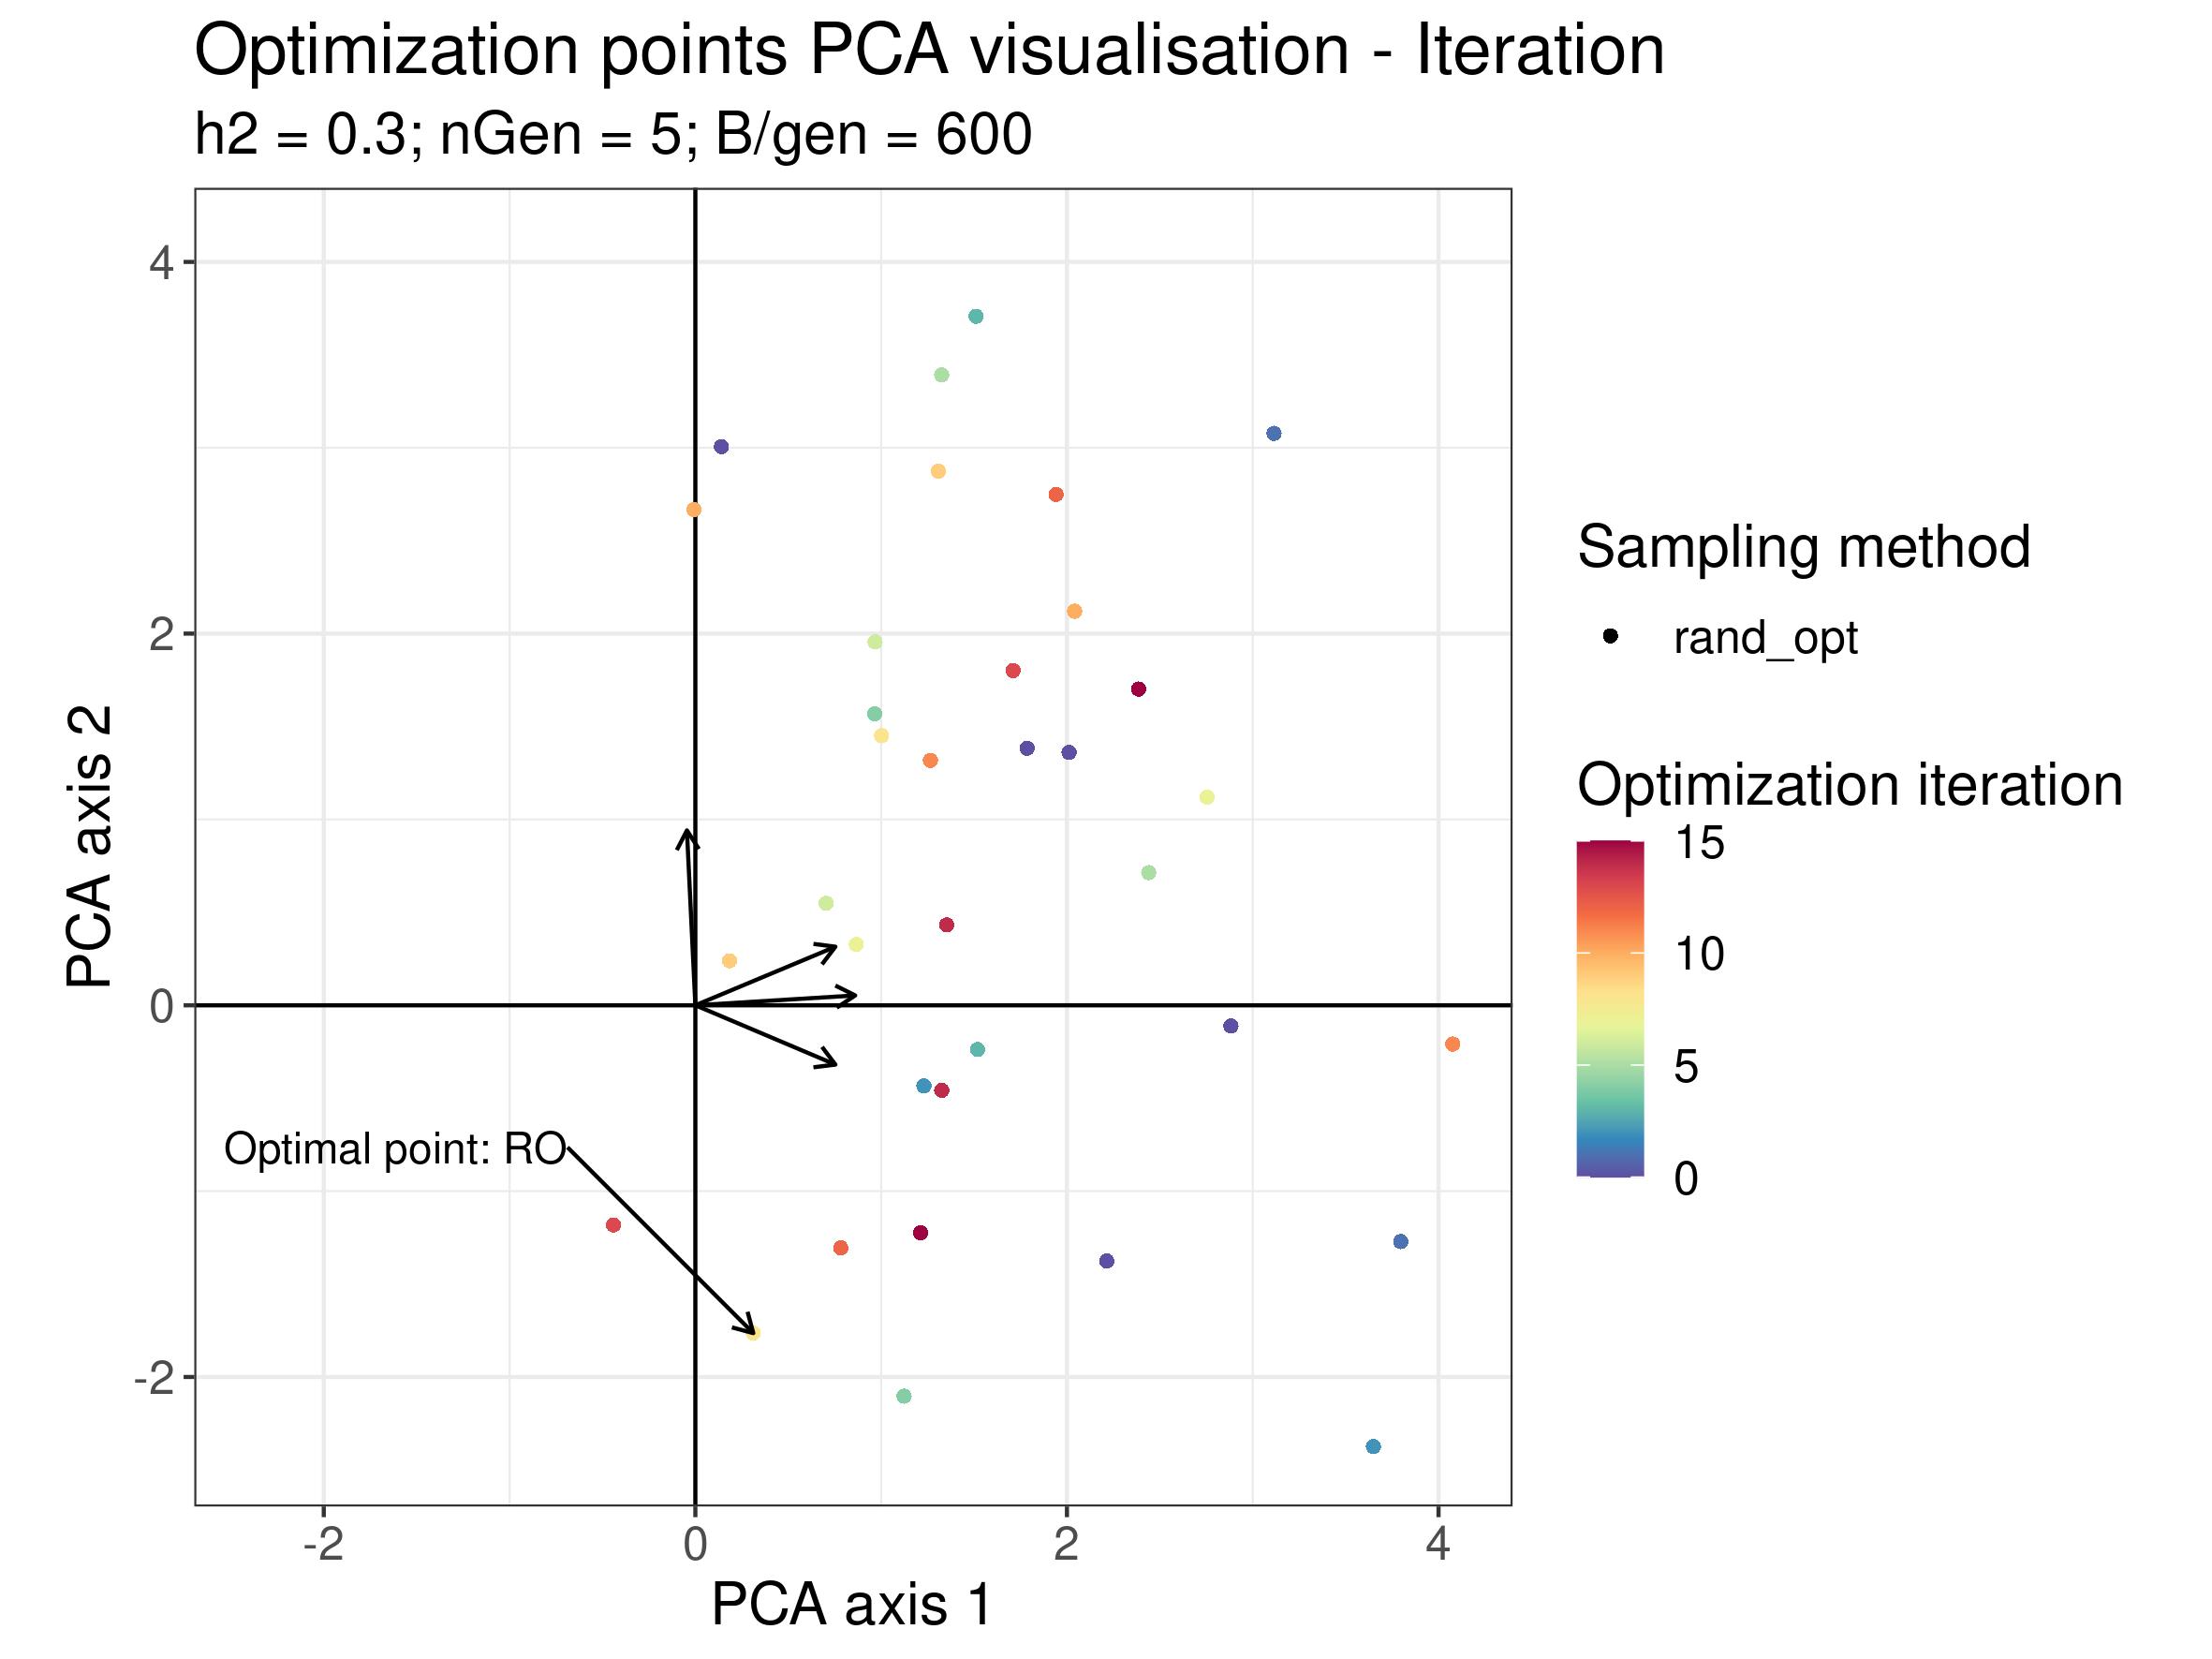 Optimization points PCA visualisation - Iteration
h2 = 0.3; nGen = 5; B/gen = 600
PCA axis 2
4
2
0
-2
Optimal point: RO
-2
0
2
4
PCA axis 1
Sampling method
rand_opt
Optimization iteration
15
10
5
0